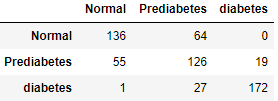 Normal Prediabetes diabetes
Normal 136 64 0
Prediabetes 55 126 19
diabetes 1 27 172